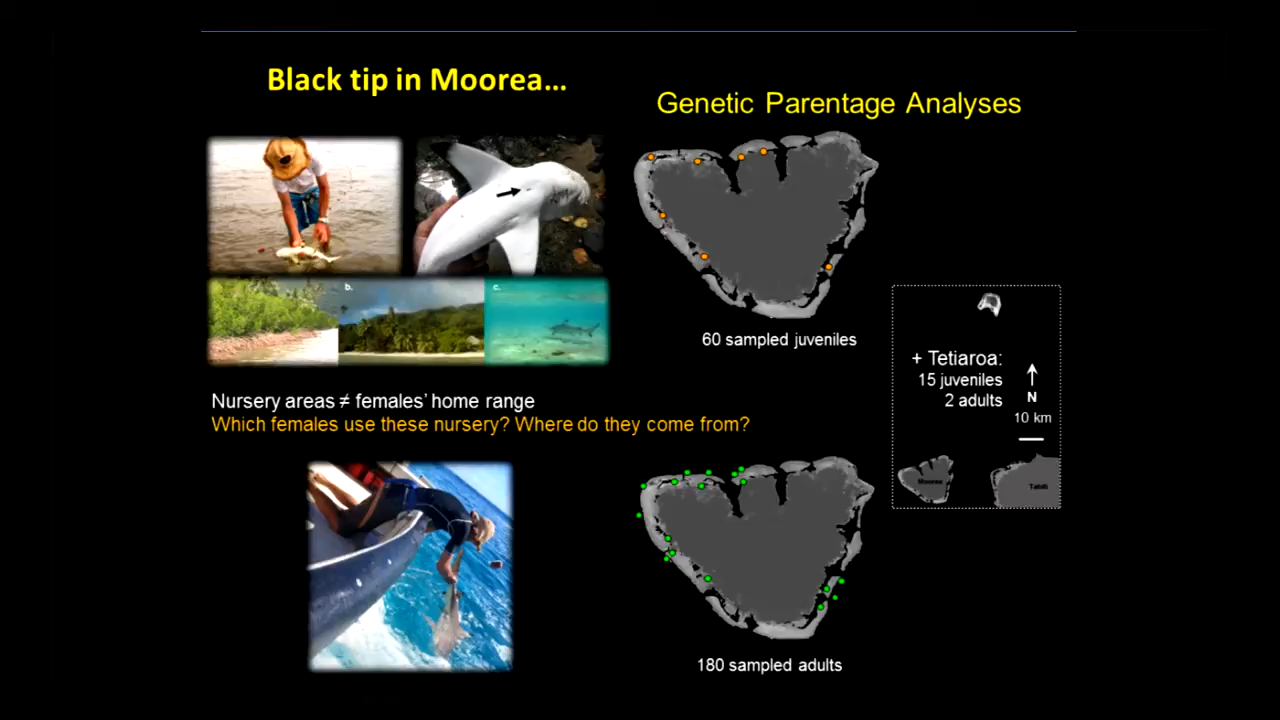 Black tip in Moorea...
Genetic Parentage Analyses
b.
c.
60 sampled juveniles
+ Tetiaroa:
15 juveniles
2 adults
N
10 km
Moorea
Tahiti
Nursery areas ≠ females' home range
Which females use these nursery? Where do they come from?
180 sampled adults